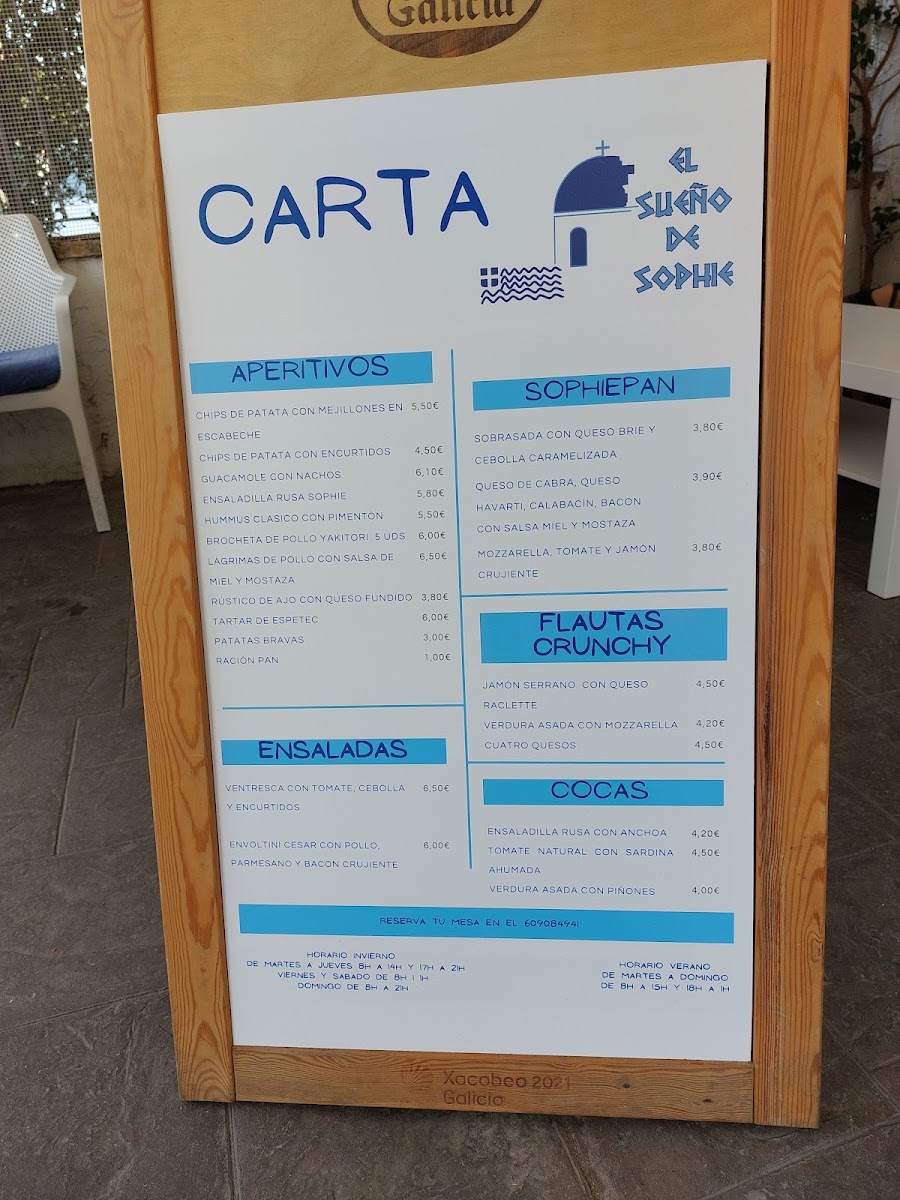 Galicia
CARTA
EL
SUEÑO
DE
SOPHIE
APERITIVOS
CHIPS DE PATATA CON MEJILLONES EN 5,50€
ESCABECHE
CHIPS DE PATATA CON ENCURTIDOS 4,50€
GUACAMOLE CON NACHOS 6,10€
ENSALADILLA RUSA SOPHIE 5,80€
HUMMUS CLASICO CON PIMENTÓN 5,50€
BROCHETA DE POLLO YAKITORI 5 UDS 6,00€
LÁGRIMAS DE POLLO CON SALSA DE 6,50€
MIEL Y MOSTAZA
RÚSTICO DE AJO CON QUESO FUNDIDO 3,80€
TARTAR DE ESPETEC 6,00€
PATATAS BRAVAS 3,00€
RACIÓN PAN 1,00€
ENSALADAS
VENTRESCA CON TOMATE, CEBOLLA 6,50€
Y ENCURTIDOS
ENVOLTINI CESAR CON POLLO, 6,00€
PARMESANO Y BACON CRUJIENTE
SOPHIEPAN
SOBRASADA CON QUESO BRIE Y 3,80€
CEBOLLA CARAMELIZADA
QUESO DE CABRA, QUESO 3,90€
HAVARTI, CALABACÍN, BACON
CON SALSA MIEL Y MOSTAZA
MOZZARELLA, TOMATE Y JAMÓN 3,80€
CRUJIENTE
FLAUTAS
CRUNCHY
JAMÓN SERRANO CON QUESO 4,50€
RACLETTE
VERDURA ASADA CON MOZZARELLA 4,20€
CUATRO QUESOS 4,50€
COCAS
ENSALADILLA RUSA CON ANCHOA 4,20€
TOMATE NATURAL CON SARDINA 4,50€
AHUMADA
VERDURA ASADA CON PIÑONES 4,00€
RESERVA TU MESA EN EL 609084941
HORARIO INVIERNO
DE MARTES A JUEVES 8H A 14H Y 17H A 21H
VIERNES Y SABADO DE 8H 1 1H
DOMINGO DE 8H A 21H
HORARIO VERANO
DE MARTES A DOMINGO
DE 8H A 15H Y 18H A 1H
Xacobeo 2021
Galicia